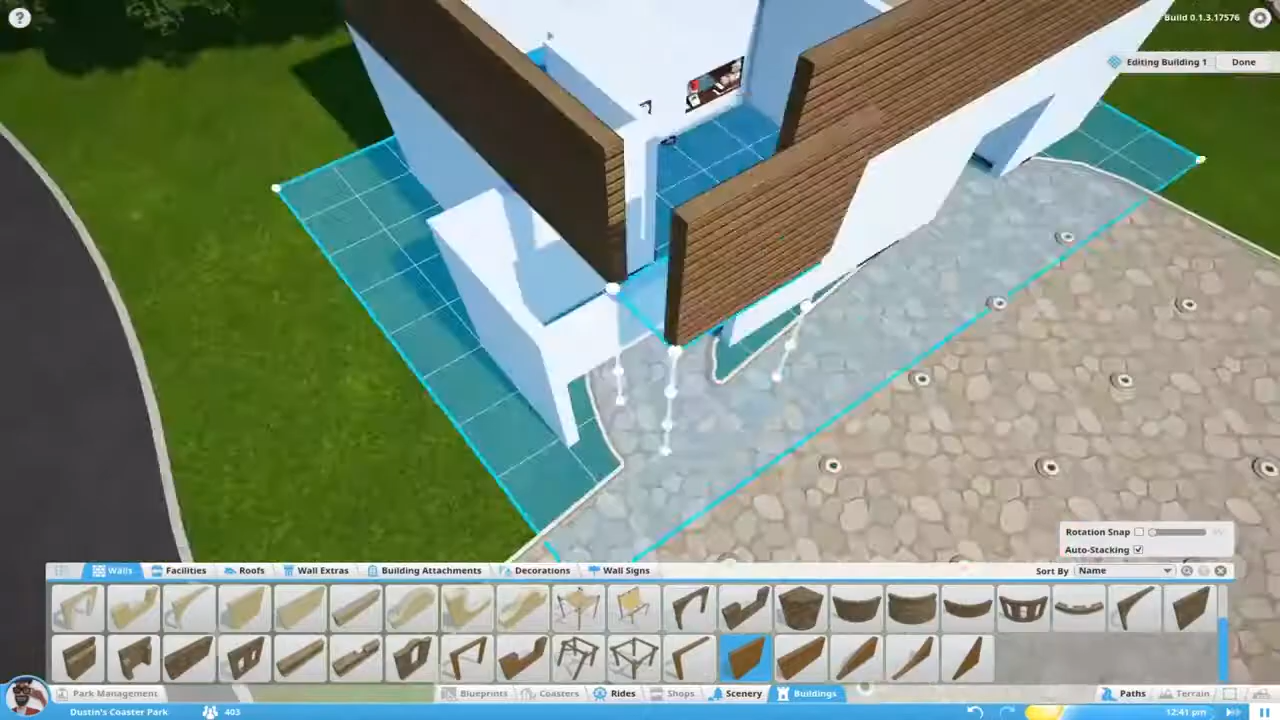 ?
Build 0.1.3.17576
Editing Building 1
Done
Rotation Snap
Auto-Stacking
Walls
Facilities
Roofs
Wall Extras
Building Attachments
Decorations
Wall Signs
Sort By
Name
Park Management
Blueprints
Coasters
Rides
Shops
Scenery
Buildings
Paths
Terrain
Dustin's Coaster Park
403
12:41 pm